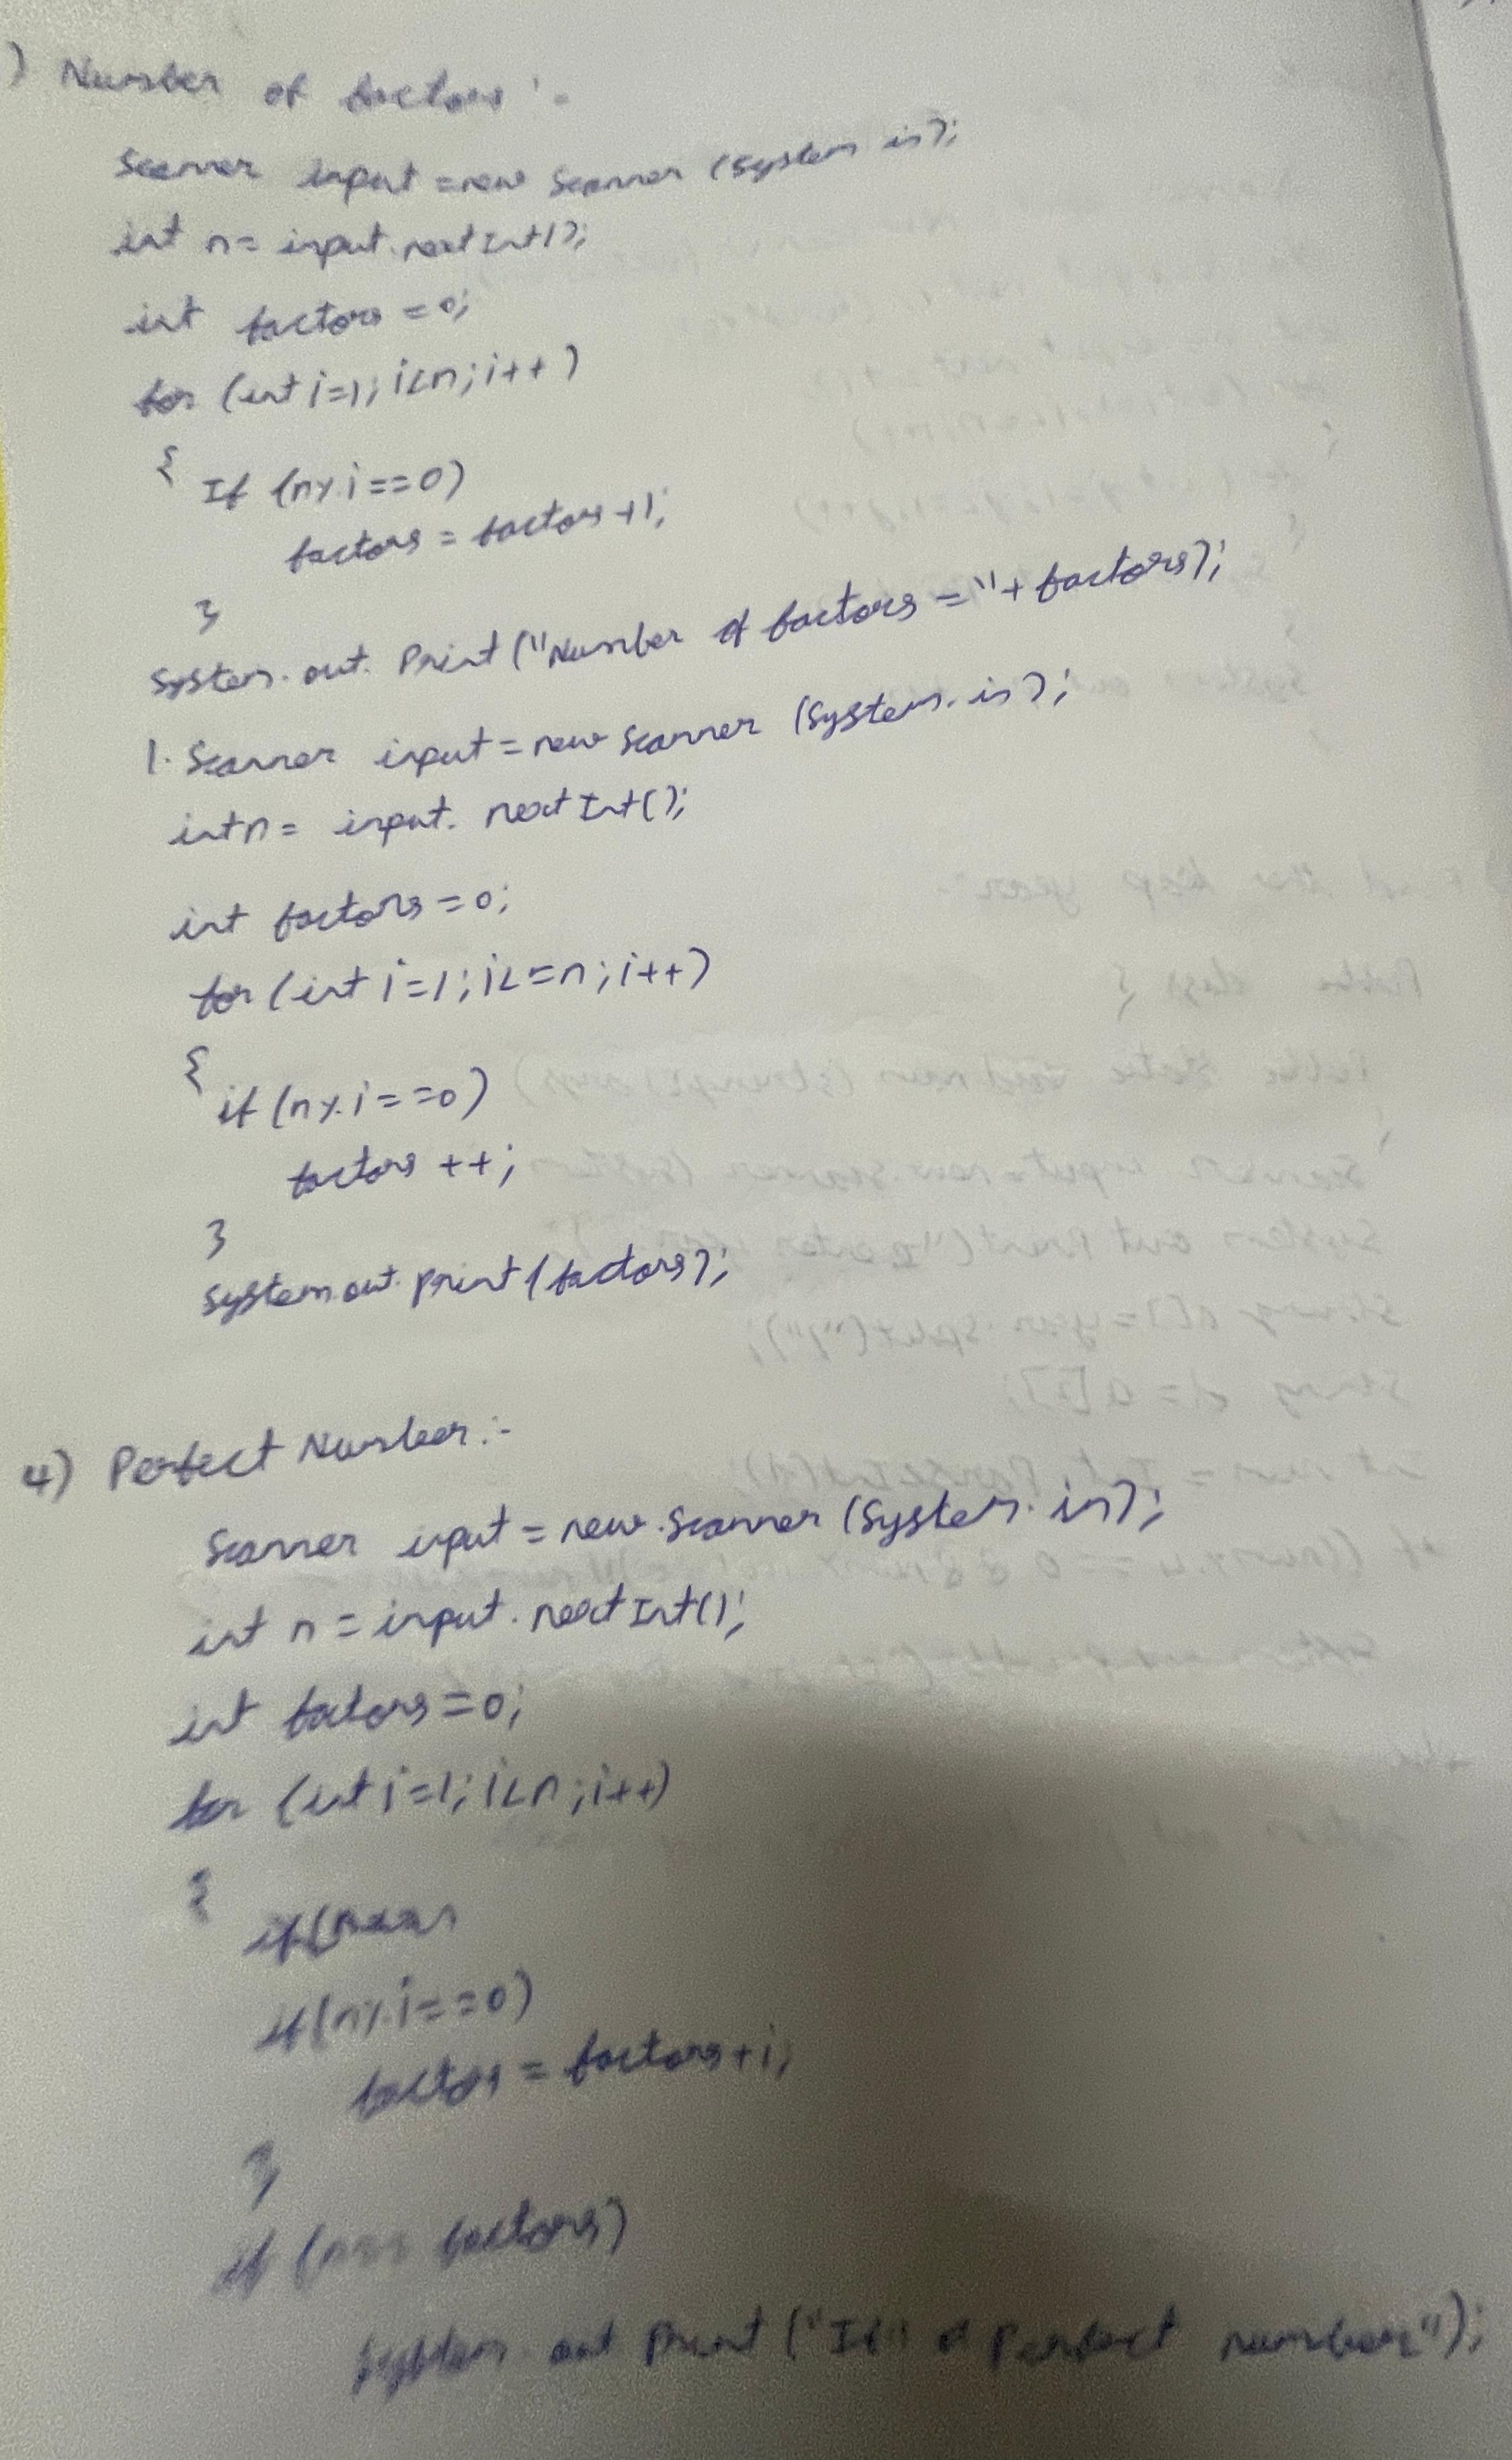 ) Number of factors :-
Scanner input = new Scanner (System in);
int n = input.nextInt();
int factors = 0;
for (int i=1; i<n; i++)
{
If (n%i==0)
factors = factors+1;
}
System.out. Print ("Number of factors = "+ factors);
1. Scanner input = new Scanner (System.in);
int n = input. nextInt();
int factors = 0;
for (int i=1; i<=n; i++)
{
if (n%i==0)
factors ++;
}
System.out.print(factors);
4) Perfect Number :-
Scanner input = new.Scanner (System.in);
int n = input.nextInt();
int fators = 0;
for (int i=1; i<n; i++)
{
if(
if(n%i==0)
factors = factors+i;
}
if (n== factors)
System. out Print (" Perfect number");